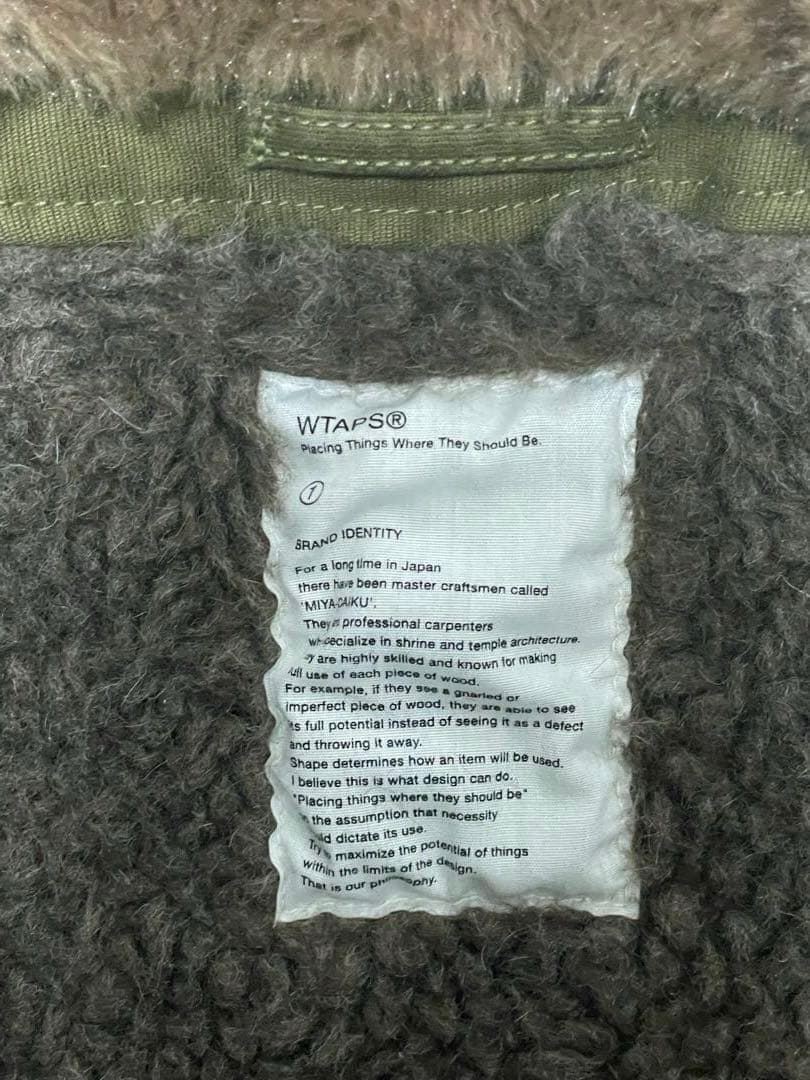 WTAPS®
Placing Things Where They Should Be.
1
BRAND IDENTITY
For a long time in Japan
there have been master craftsmen called
'MIYA-DAIKU'.
They professional carpenters
specialize in shrine and temple architecture.
are highly skilled and known for making
full use of each piece of wood.
For example, if they see a gnarled or
imperfect piece of wood, they are able to see
its full potential instead of seeing it as a defect
and throwing it away.
Shape determines how an item will be used.
I believe this is what design can do.
"Placing things where they should be"
the assumption that necessity
dictate its use.
Try maximize the potential of things
within the limits of the design.
That is our philosophy.